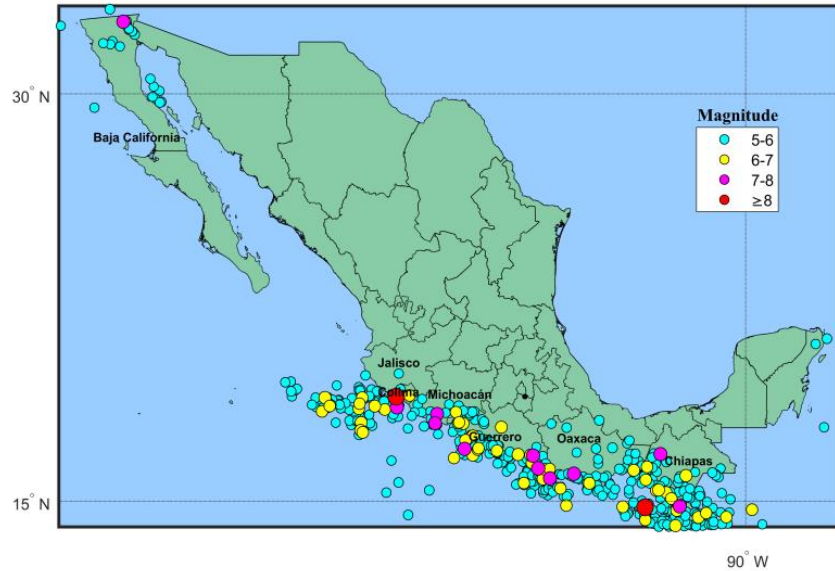 30° N
Baja California
Magnitude
5-6
6-7
7-8
≥8
Jalisco
Colima
Michoacán
Guerrero
Oaxaca
Chiapas
15° N
90° W